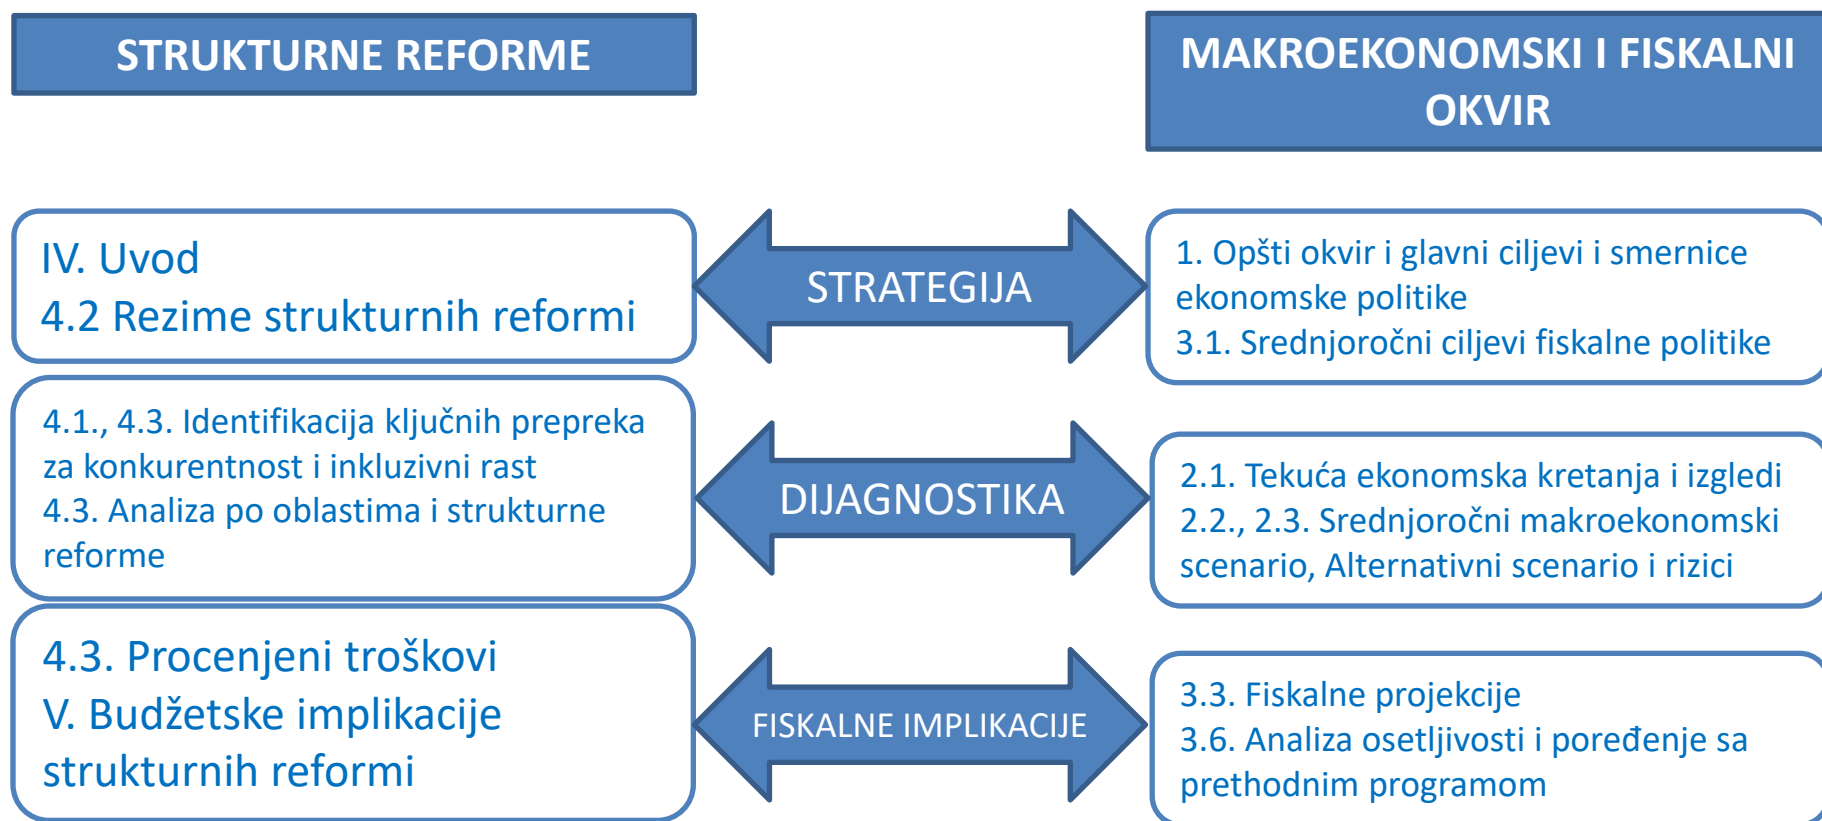 STRUKTURNE REFORME
MAKROEKONOMSKI I FISKALNI
OKVIR
IV. Uvod
4.2 Rezime strukturnih reformi
STRATEGIJA
1. Opšti okvir i glavni ciljevi i smernice
ekonomske politike
3.1. Srednjoročni ciljevi fiskalne politike
4.1., 4.3. Identifikacija ključnih prepreka
za konkurentnost i inkluzivni rast
4.3. Analiza po oblastima i strukturne
reforme
DIJAGNOSTIKA
2.1. Tekuća ekonomska kretanja i izgledi
2.2., 2.3. Srednjoročni makroekonomski
scenario, Alternativni scenario i rizici
4.3. Procenjeni troškovi
V. Budžetske implikacije
strukturnih reformi
FISKALNE IMPLIKACIJE
3.3. Fiskalne projekcije
3.6. Analiza osetljivosti i poređenje sa
prethodnim programom